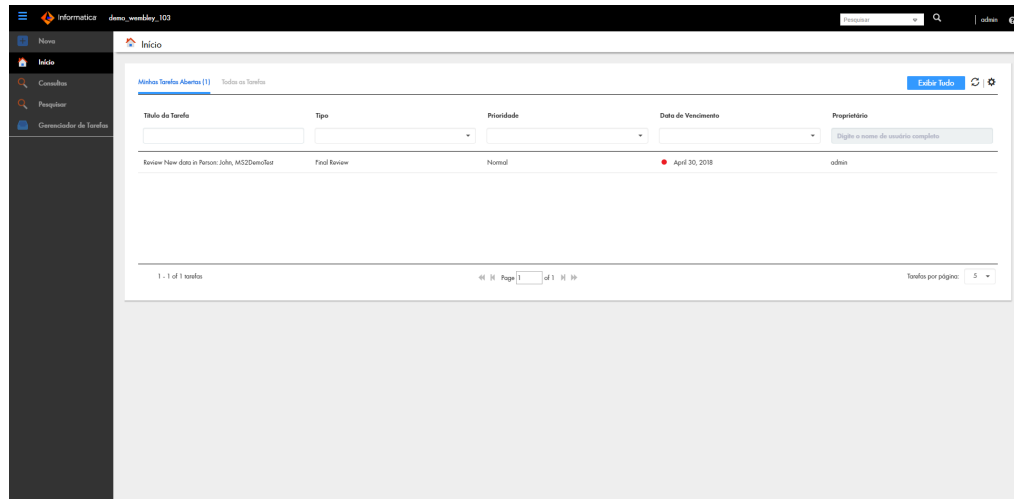 Informatica demo_wembley_103 Pesquisar admin
Novo
Início
Consultas
Pesquisar
Gerenciador de Tarefas
Início
Minhas Tarefas Abertas (1) Todas as Tarefas Exibir Tudo
Título da Tarefa Tipo Prioridade Data de Vencimento Proprietário
Digite o nome de usuário completo
Review New data in Person: John, MS2DemoTest Final Review Normal April 30, 2018 admin
1 - 1 of 1 tarefas Page 1 of 1 Tarefas por página: 5